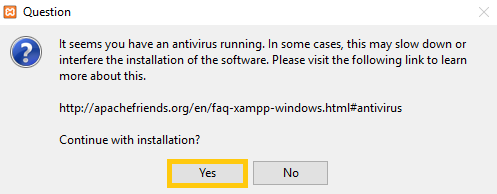 Question
It seems you have an antivirus running. In some cases, this may slow down or
interfere the installation of the software. Please visit the following link to learn
more about this.
http://apachefriends.org/en/faq-xampp-windows.html#antivirus
Continue with installation?
Yes No